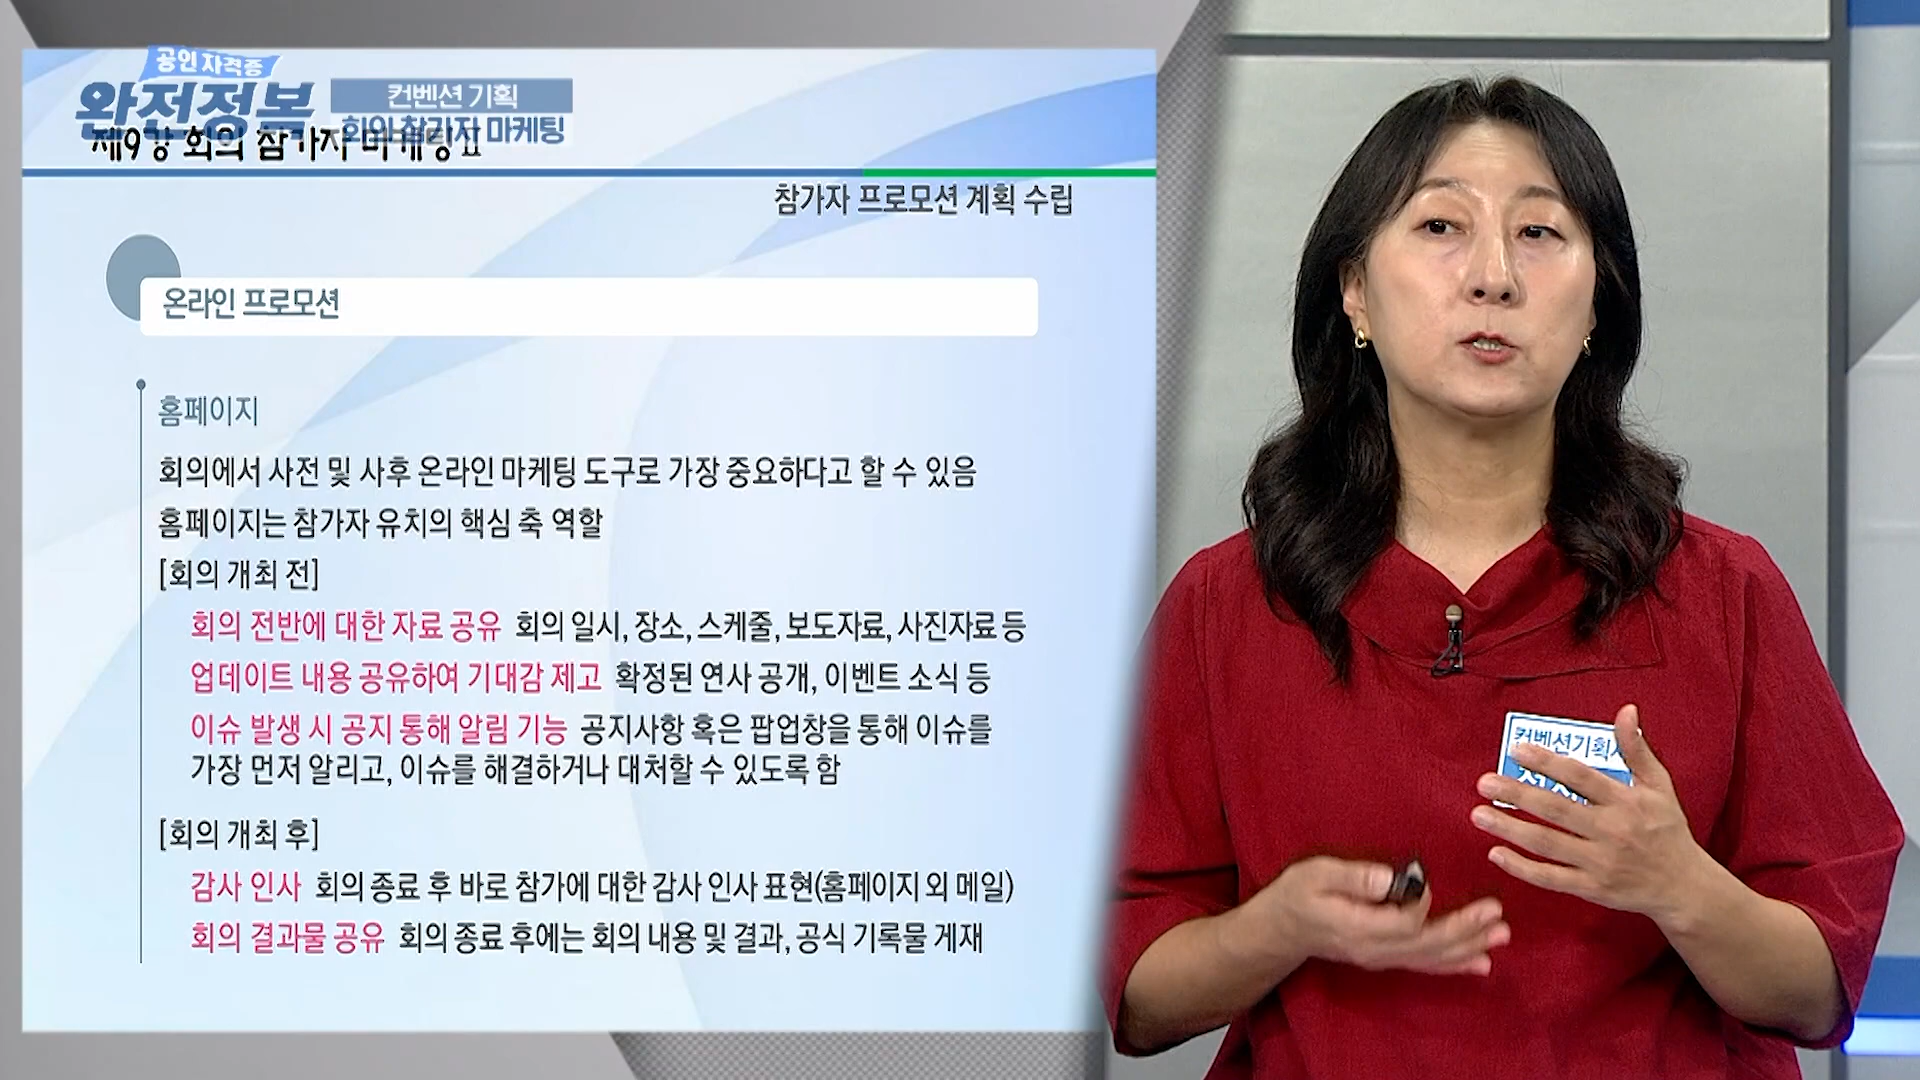 공인 자격증
완전정복
컨벤션 기획
회의 참가자 마케팅
제9강 회의 참가자 마케팅Ⅱ
참가자 프로모션 계획 수립
온라인 프로모션
홈페이지
회의에서 사전 및 사후 온라인 마케팅 도구로 가장 중요하다고 할 수 있음
홈페이지는 참가자 유치의 핵심 축 역할
[회의 개최 전]
회의 전반에 대한 자료 공유 회의 일시, 장소, 스케줄, 보도자료, 사진자료 등
업데이트 내용 공유하여 기대감 제고 확정된 연사 공개, 이벤트 소식 등
이슈 발생 시 공지 통해 알림 기능 공지사항 혹은 팝업창을 통해 이슈를
가장 먼저 알리고, 이슈를 해결하거나 대처할 수 있도록 함
[회의 개최 후]
감사 인사 회의 종료 후 바로 참가에 대한 감사 인사 표현(홈페이지 외 메일)
회의 결과물 공유 회의 종료 후에는 회의 내용 및 결과, 공식 기록물 게재
컨벤션기획사